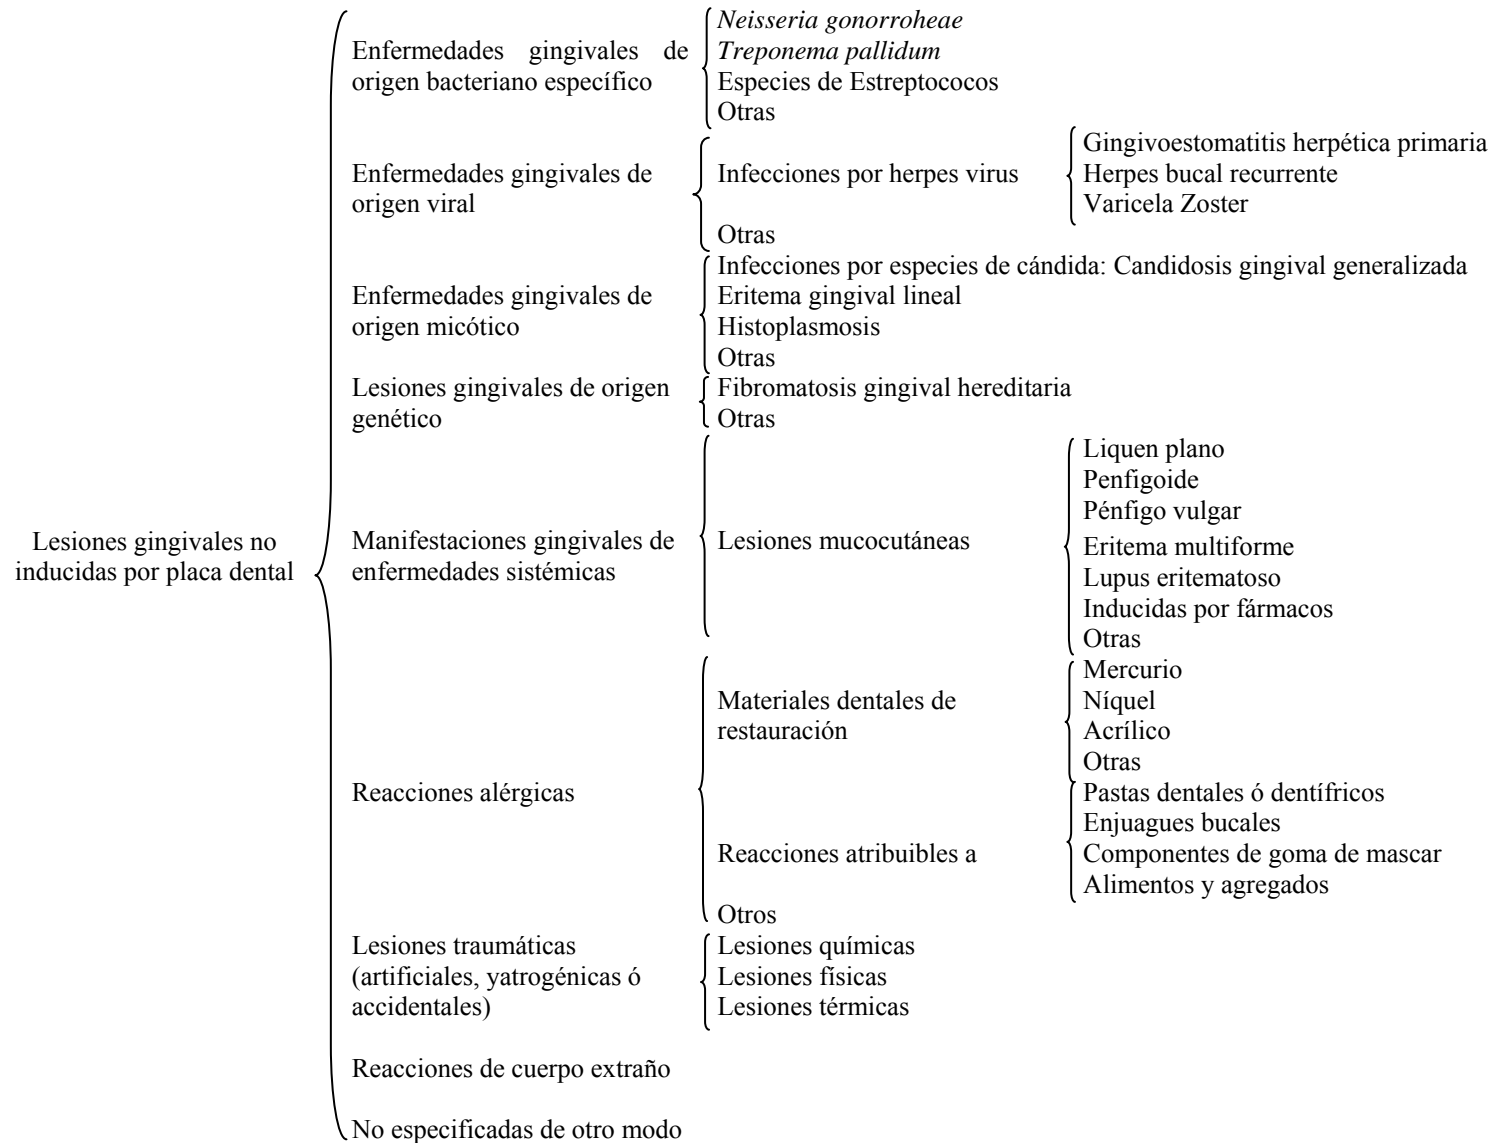 Lesiones gingivales no
inducidas por placa dental
Enfermedades gingivales de
origen bacteriano específico
Neisseria gonorroheae
Treponema pallidum
Especies de Estreptococos
Otras
Enfermedades gingivales de
origen viral
Infecciones por herpes virus
Gingivoestomatitis herpética primaria
Herpes bucal recurrente
Varicela Zoster
Otras
Enfermedades gingivales de
origen micótico
Infecciones por especies de cándida: Candidosis gingival generalizada
Eritema gingival lineal
Histoplasmosis
Otras
Lesiones gingivales de origen
genético
Fibromatosis gingival hereditaria
Otras
Manifestaciones gingivales de
enfermedades sistémicas
Lesiones mucocutáneas
Liquen plano
Penfigoide
Pénfigo vulgar
Eritema multiforme
Lupus eritematoso
Inducidas por fármacos
Otras
Reacciones alérgicas
Materiales dentales de
restauración
Mercurio
Níquel
Acrílico
Otras
Reacciones atribuibles a
Pastas dentales ó dentífricos
Enjuagues bucales
Componentes de goma de mascar
Alimentos y agregados
Otros
Lesiones traumáticas
(artificiales, yatrogénicas ó
accidentales)
Lesiones químicas
Lesiones físicas
Lesiones térmicas
Reacciones de cuerpo extraño
No especificadas de otro modo